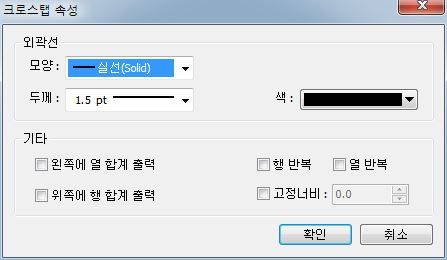 크로스탭 속성
외곽선
모양 : 실선(Solid)
두께 : 1.5 pt 색 :
기타
왼쪽에 열 합계 출력 행 반복 열 반복
위쪽에 행 합계 출력 고정너비 : 0.0
확인 취소